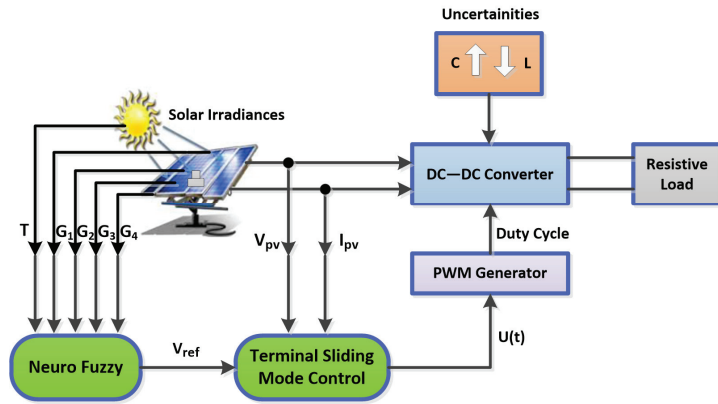 Uncertainities
C
L
Solar Irradiances
DC—DC Converter
Resistive
Load
T
G1
G2
G3
G4
Vpv
Ipv
Duty Cycle
PWM Generator
U(t)
Neuro Fuzzy
Vref
Terminal Sliding
Mode Control